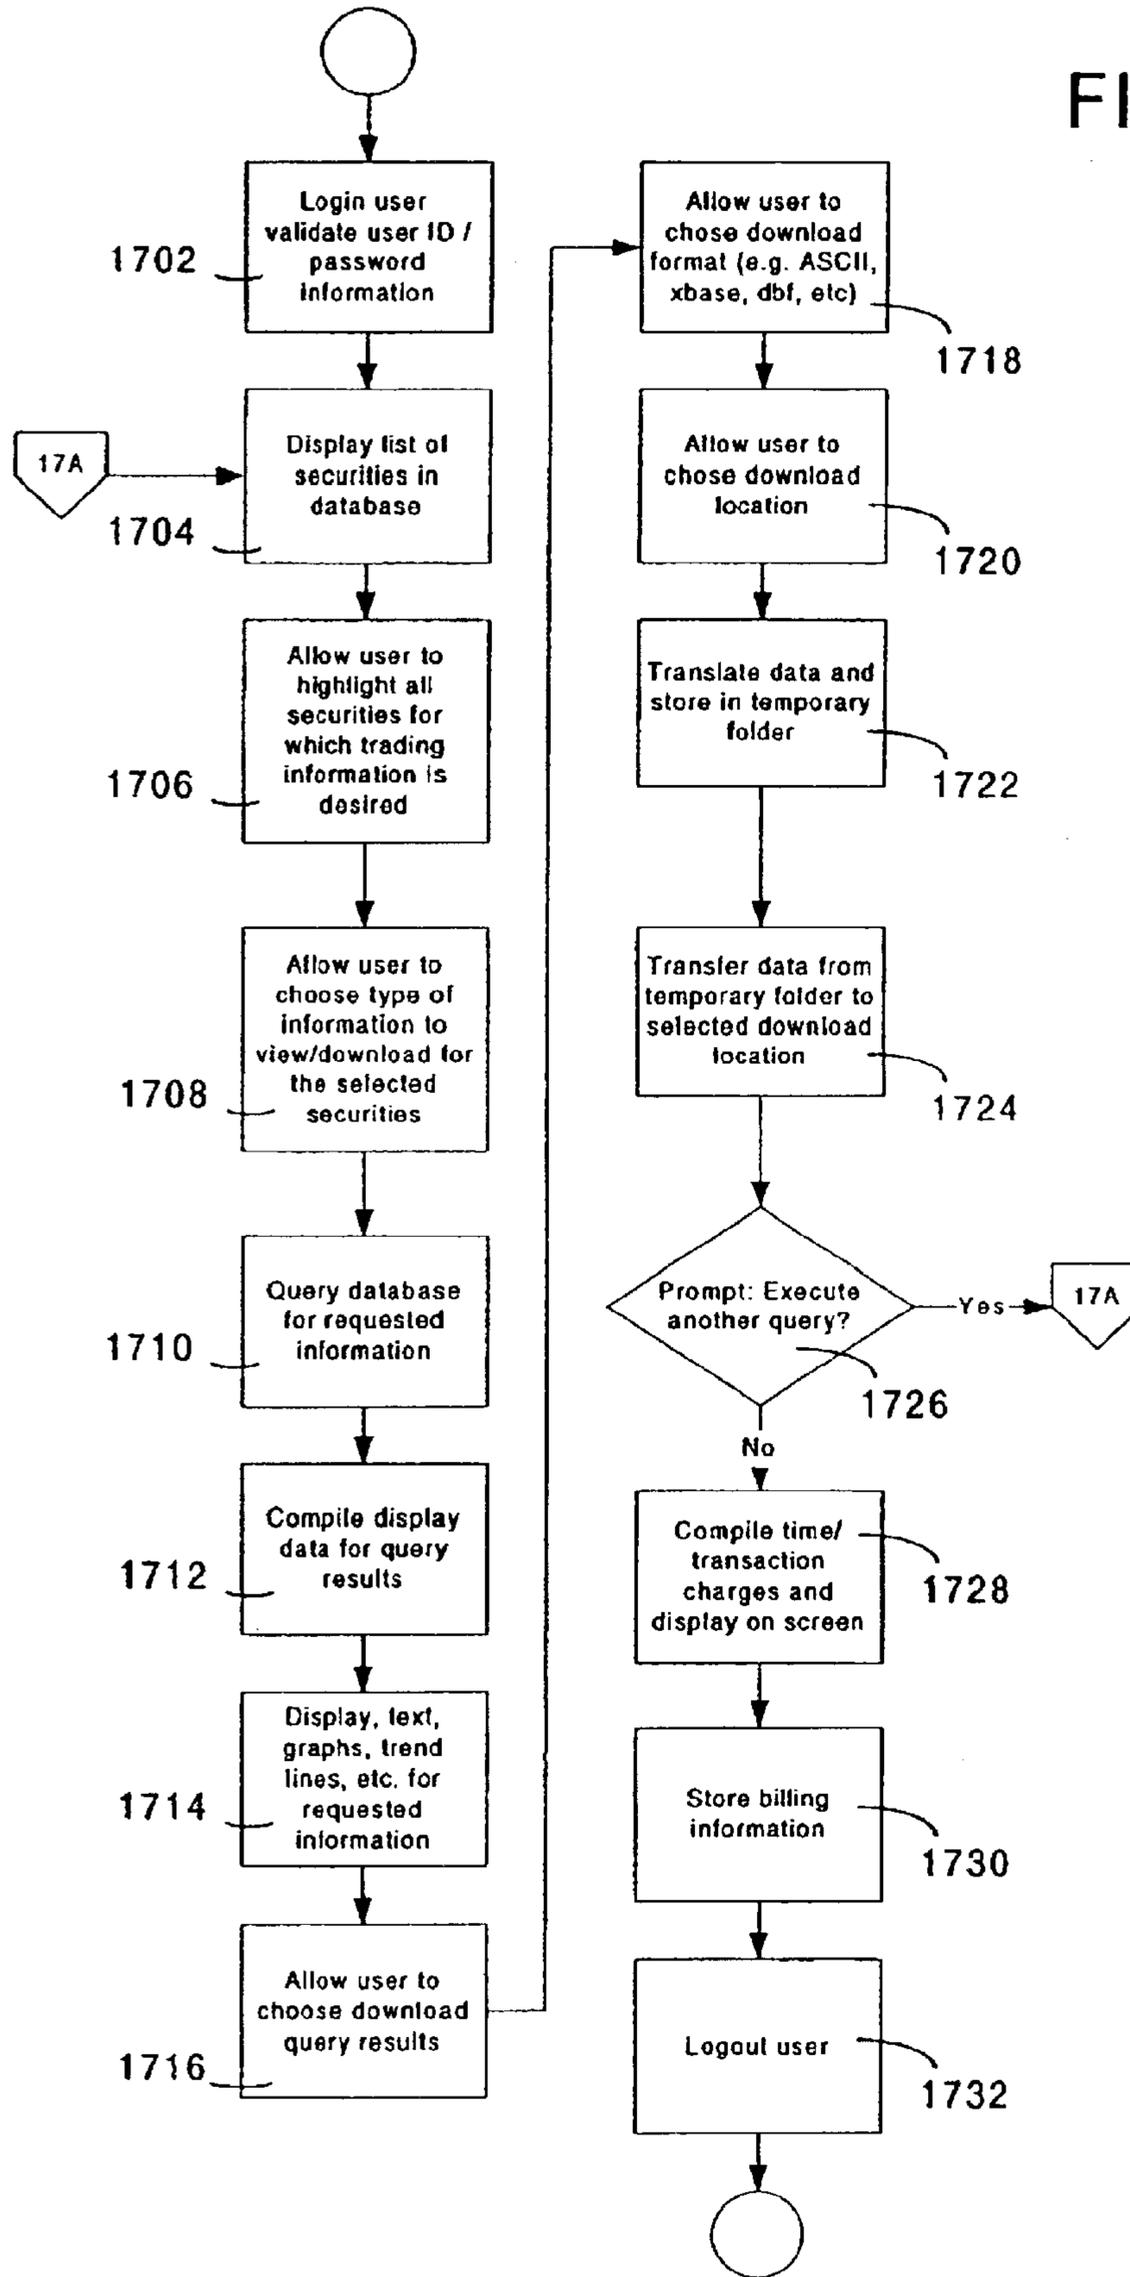 FI
Login user
validate user ID /
password
information
1702
17A
Display list of
securities in
database
1704
Allow user to
highlight all
securities for
which trading
information is
desired
1706
Allow user to
choose type of
information to
view/download for
the selected
securities
1708
Query database
for requested
information
1710
Compile display
data for query
results
1712
Display, text,
graphs, trend
lines, etc. for
requested
information
1714
Allow user to
choose download
query results
1716
Allow user to
chose download
format (e.g. ASCII,
xbase, dbf, etc)
1718
Allow user to
chose download
location
1720
Translate data and
store in temporary
folder
1722
Transfer data from
temporary folder to
selected download
location
1724
Prompt: Execute
another query?
Yes
17A
1726
No
Compile time/
transaction
charges and
display on screen
1728
Store billing
information
1730
Logout user
1732